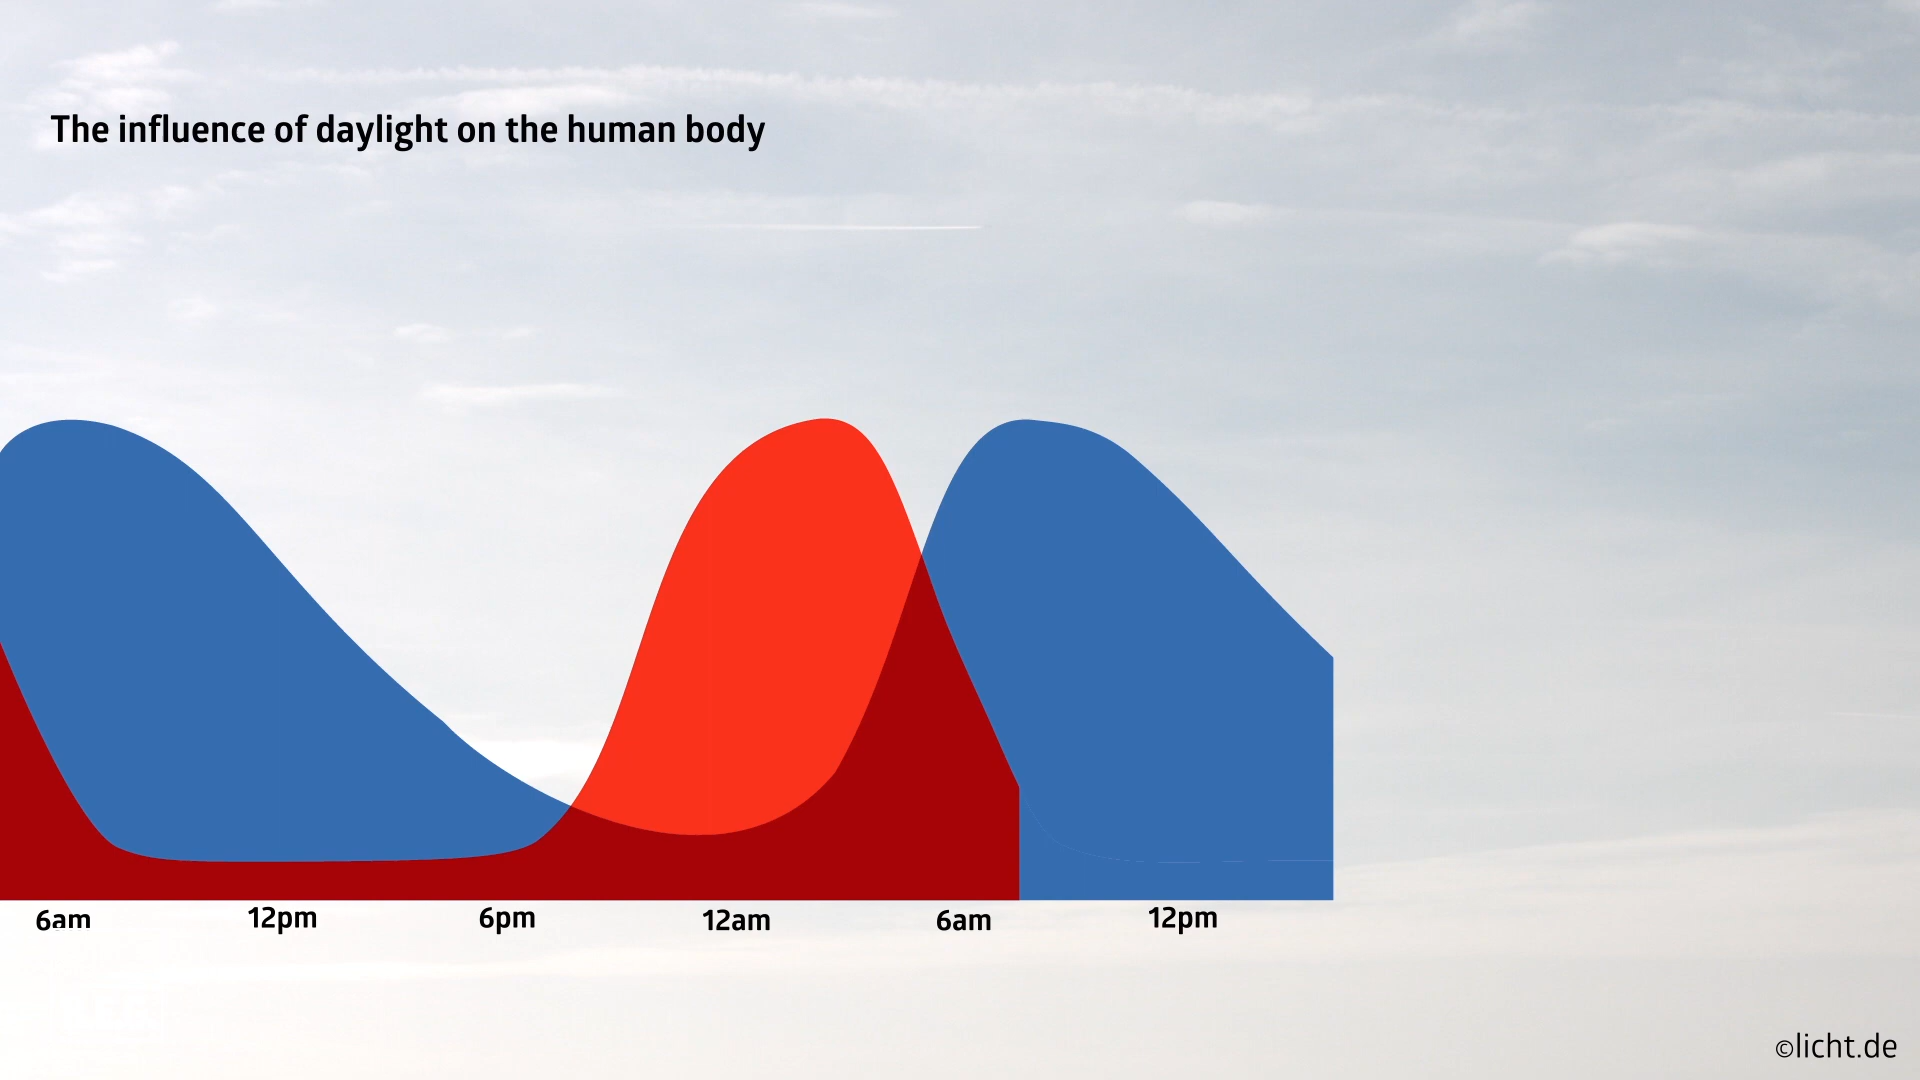 The influence of daylight on the human body
6am 12pm 6pm 12am 6am 12pm
©licht.de